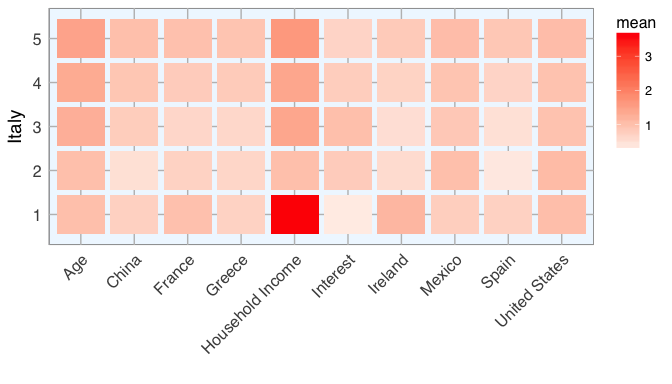 mean
3
2
1
Italy
5
4
3
2
1
Age
China
France
Greece
Household Income
Interest
Ireland
Mexico
Spain
United States